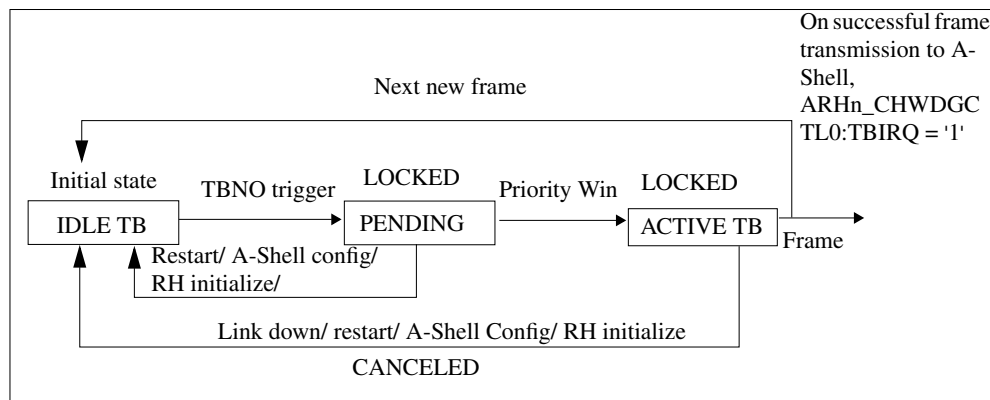 On successful frame
transmission to A-
Shell,
ARHn_CHWDGC
TL0:TBIRQ = '1'
Next new frame
Initial state
TBNO trigger
LOCKED
Priority Win
LOCKED
IDLE TB
PENDING
ACTIVE TB
Frame
Restart/ A-Shell config/
RH initialize/
Link down/ restart/ A-Shell Config/ RH initialize
CANCELED